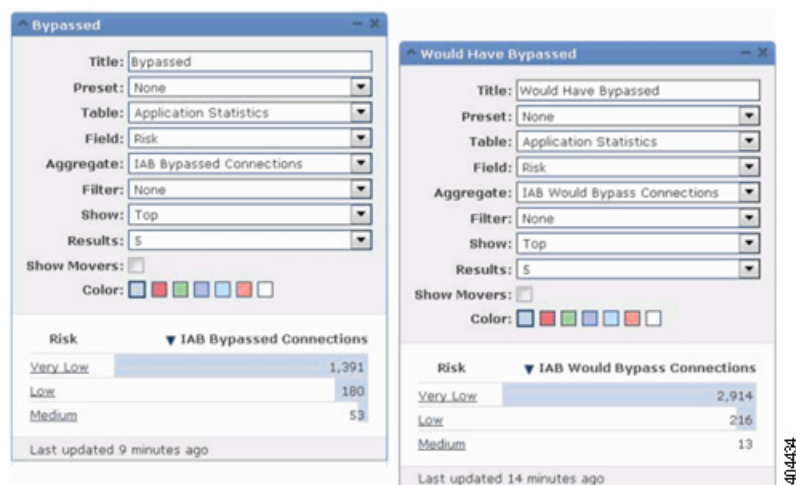 Bypassed
Title: Bypassed
Preset: None
Table: Application Statistics
Field: Risk
Aggregate: IAB Bypassed Connections
Filter: None
Show: Top
Results: 5
Show Movers:
Color:
Risk IAB Bypassed Connections
Very Low 1,391
Low 180
Medium 53
Last updated 9 minutes ago
Would Have Bypassed
Title: Would Have Bypassed
Preset: None
Table: Application Statistics
Field: Risk
Aggregate: IAB Would Bypass Connections
Filter: None
Show: Top
Results: 5
Show Movers:
Color:
Risk IAB Would Bypass Connections
Very Low 2,914
Low 216
Medium 13
Last updated 14 minutes ago
404434